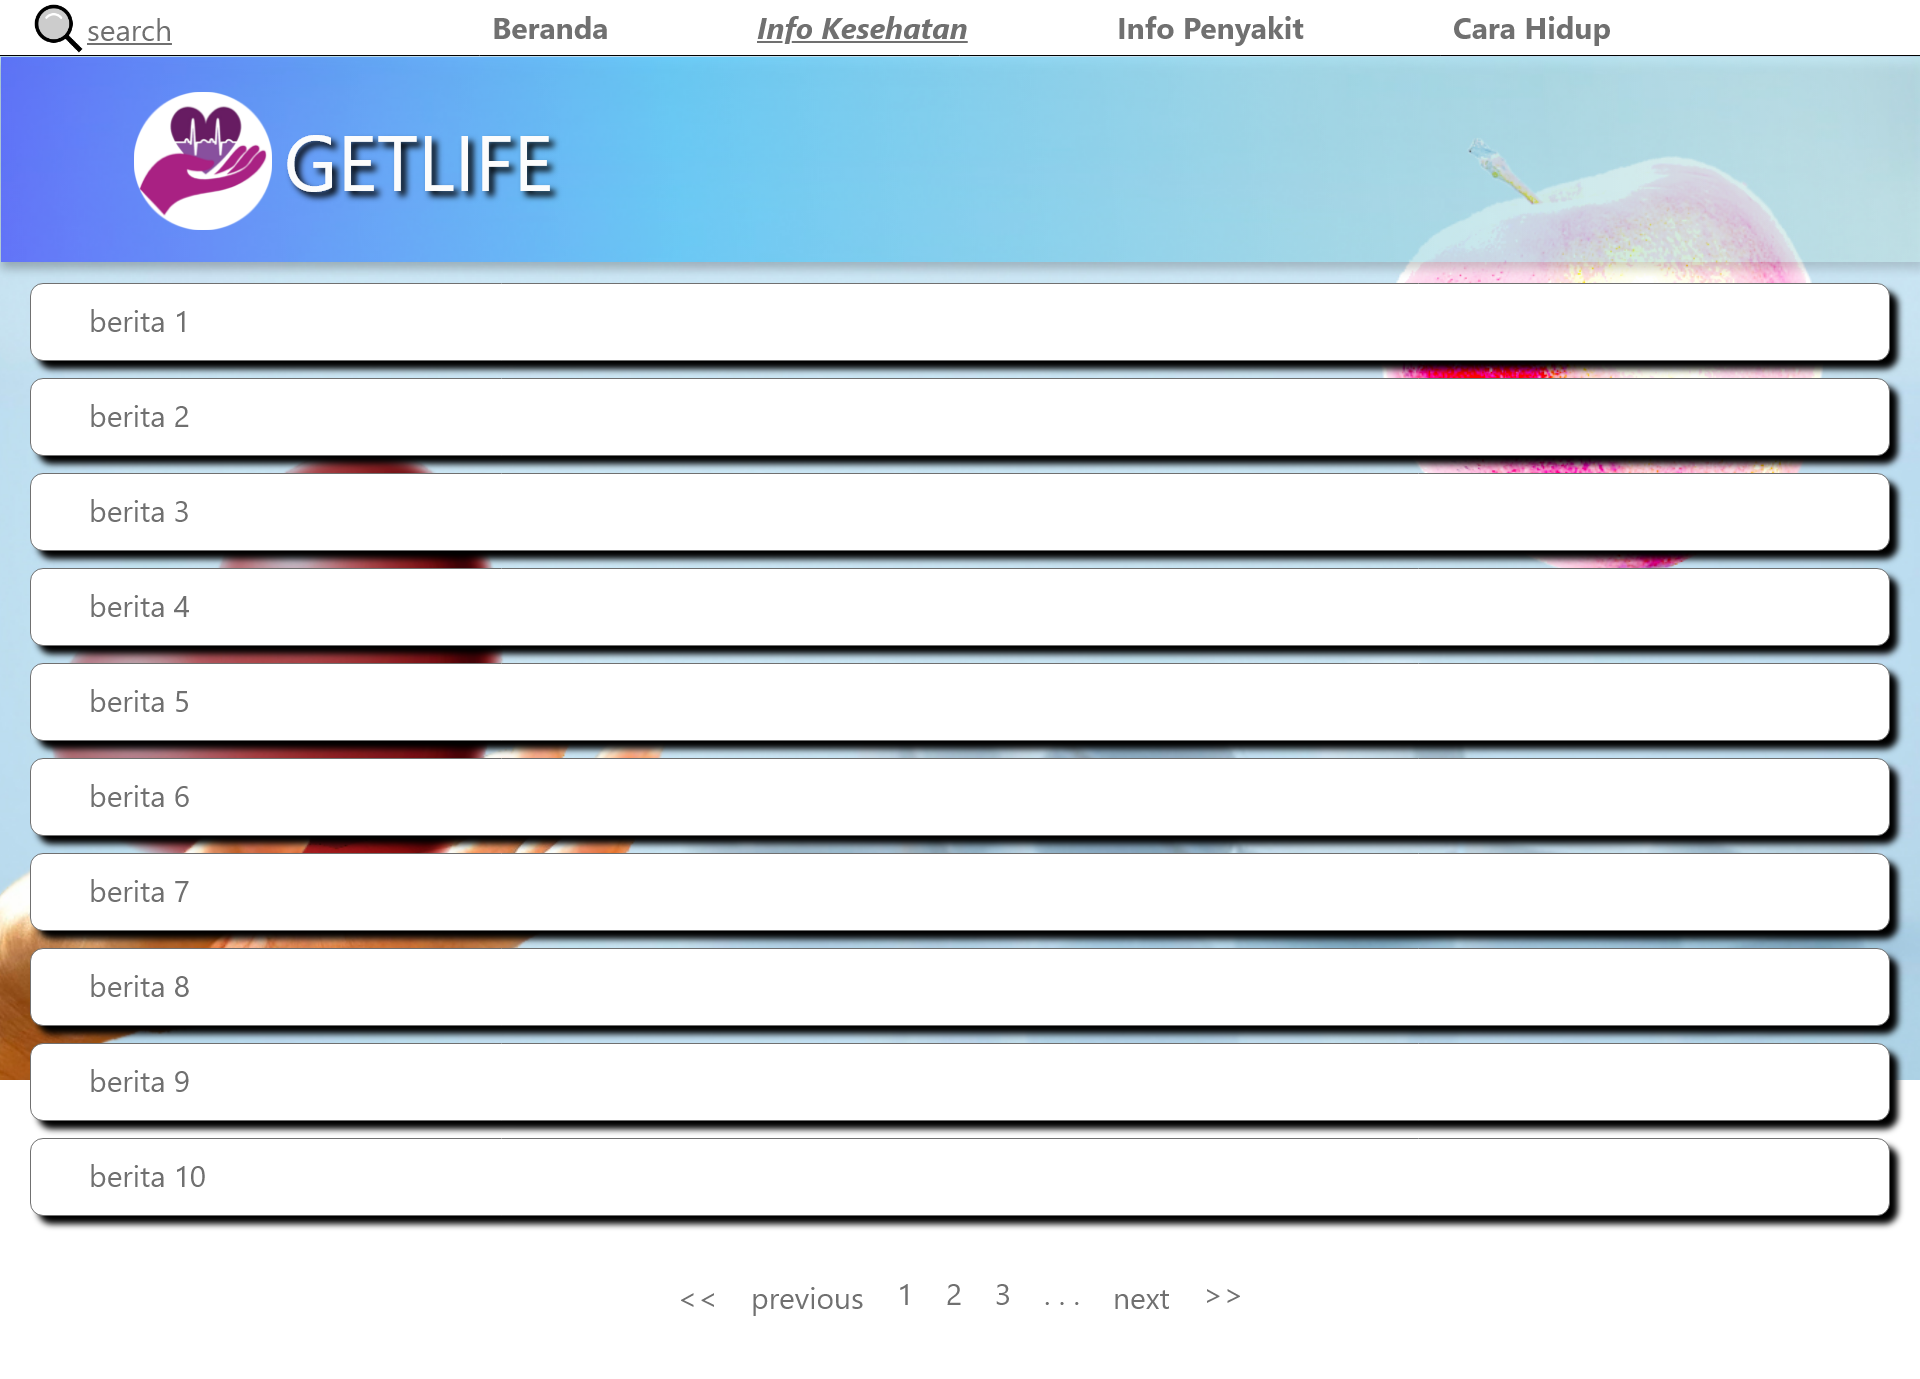 search Beranda Info Kesehatan Info Penyakit Cara Hidup
GETLIFE
berita 1
berita 2
berita 3
berita 4
berita 5
berita 6
berita 7
berita 8
berita 9
berita 10
<< previous 1 2 3 . . . next >>